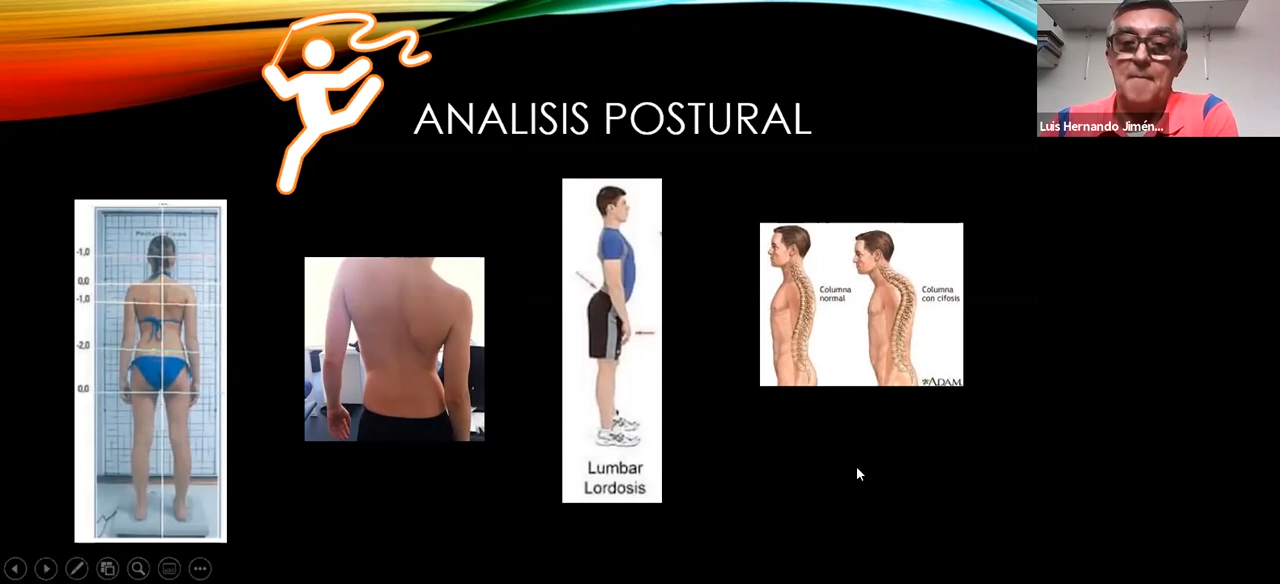 ANALISIS POSTURAL
Luis Hernando Jimén...
-1,0
0,0
-1,0
-2,0
0,0
Lumbar
Lordosis
Columna
normal
Columna
con cifosis
ADAM